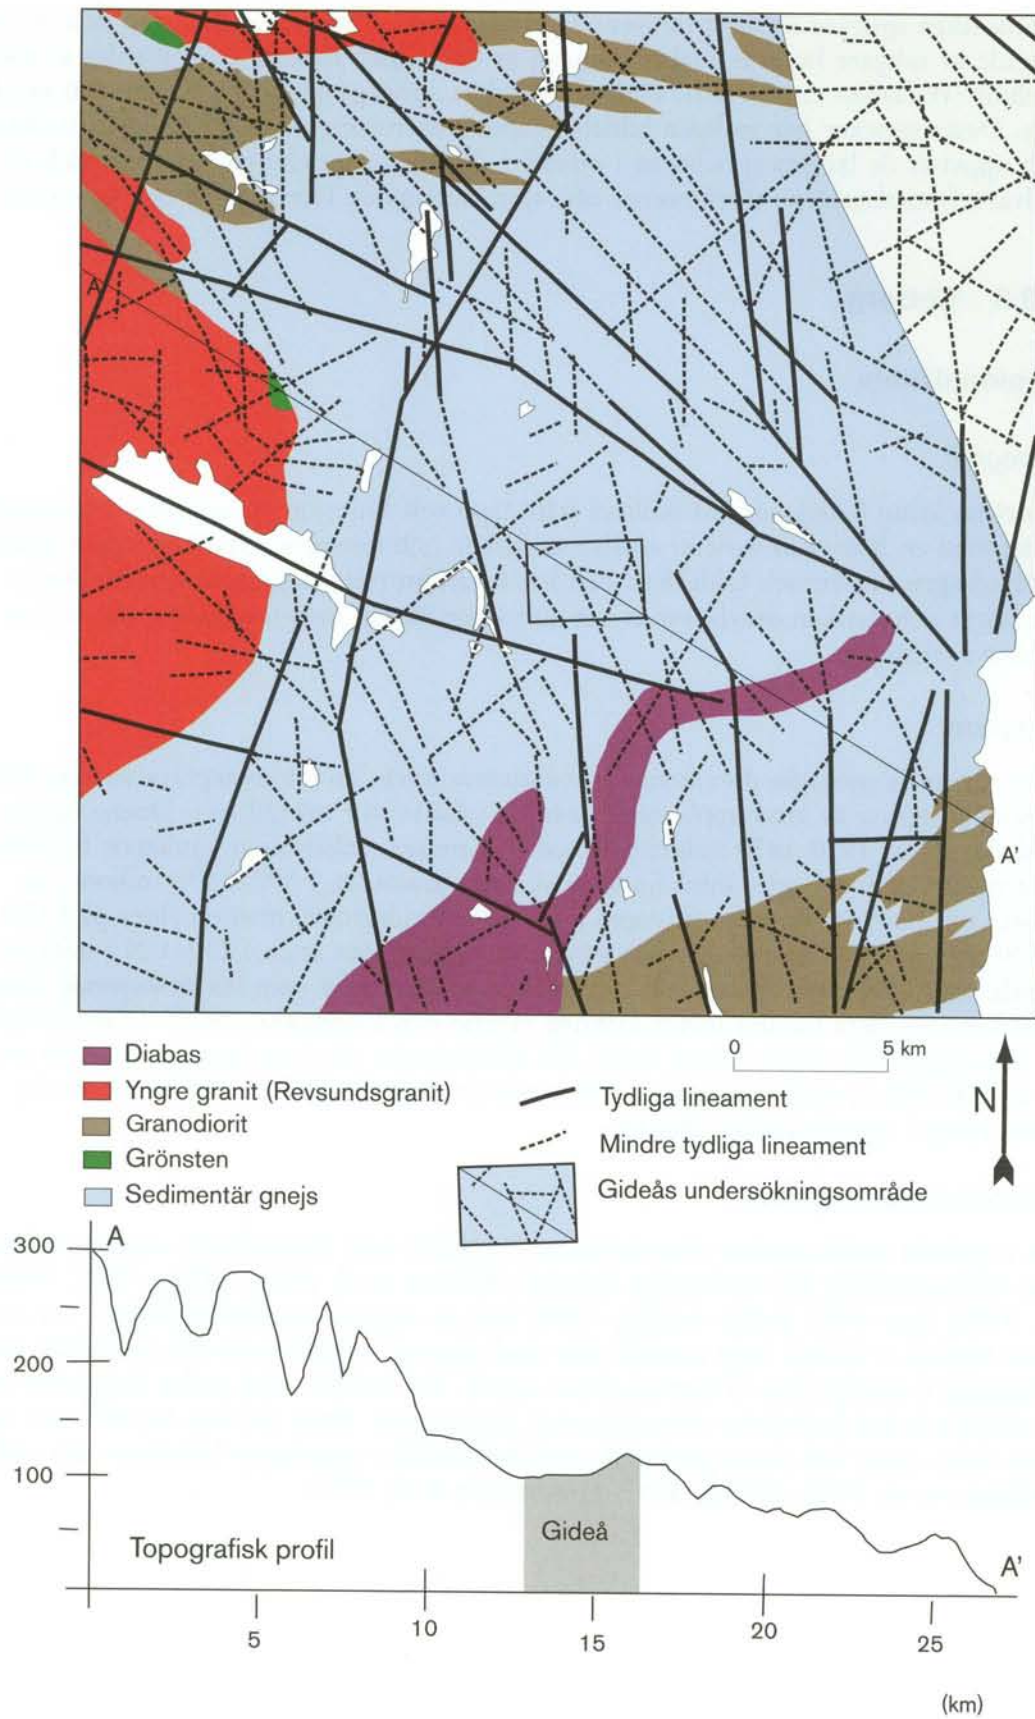 A
A'
Diabas
Yngre granit (Revsundsgranit)
Granodiorit
Grönsten
Sedimentär gnejs
0 5 km
Tydliga lineament
Mindre tydliga lineament
Gideås undersökningsområde
N
300
200
100
A
Topografisk profil
Gideå
A'
5 10 15 20 25
(km)